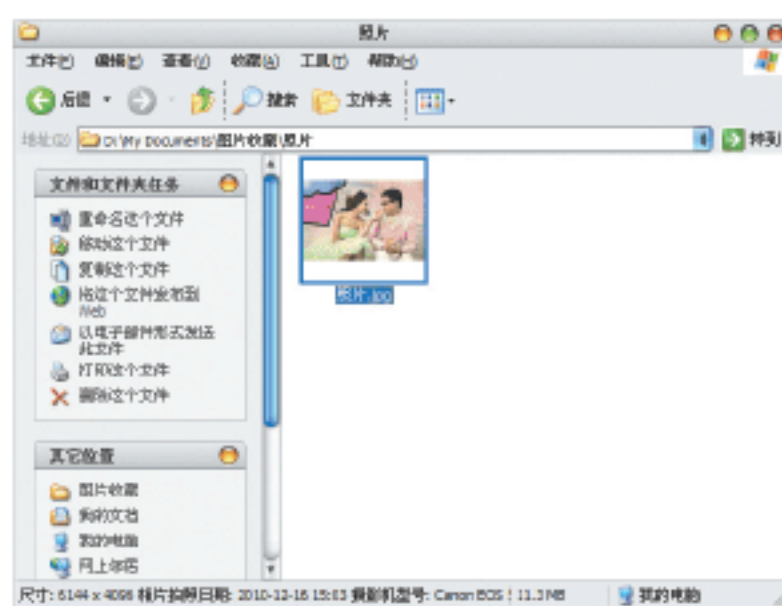 照片
文件(F) 编辑(E) 查看(V) 收藏(A) 工具(T) 帮助(H)
后退 搜索 文件夹
地址(D) D:\My Documents\图片收藏\照片 转到
文件和文件夹任务
重命名这个文件
移动这个文件
复制这个文件
将这个文件发布到
Web
以电子邮件形式发送
此文件
打印这个文件
删除这个文件
其它位置
图片收藏
我的文档
我的电脑
网上邻居
照片.jpg
尺寸: 6144 x 4096 相片拍照日期: 2010-12-16 15:03 摄影机型号: Canon EOS 11.3 MB 我的电脑